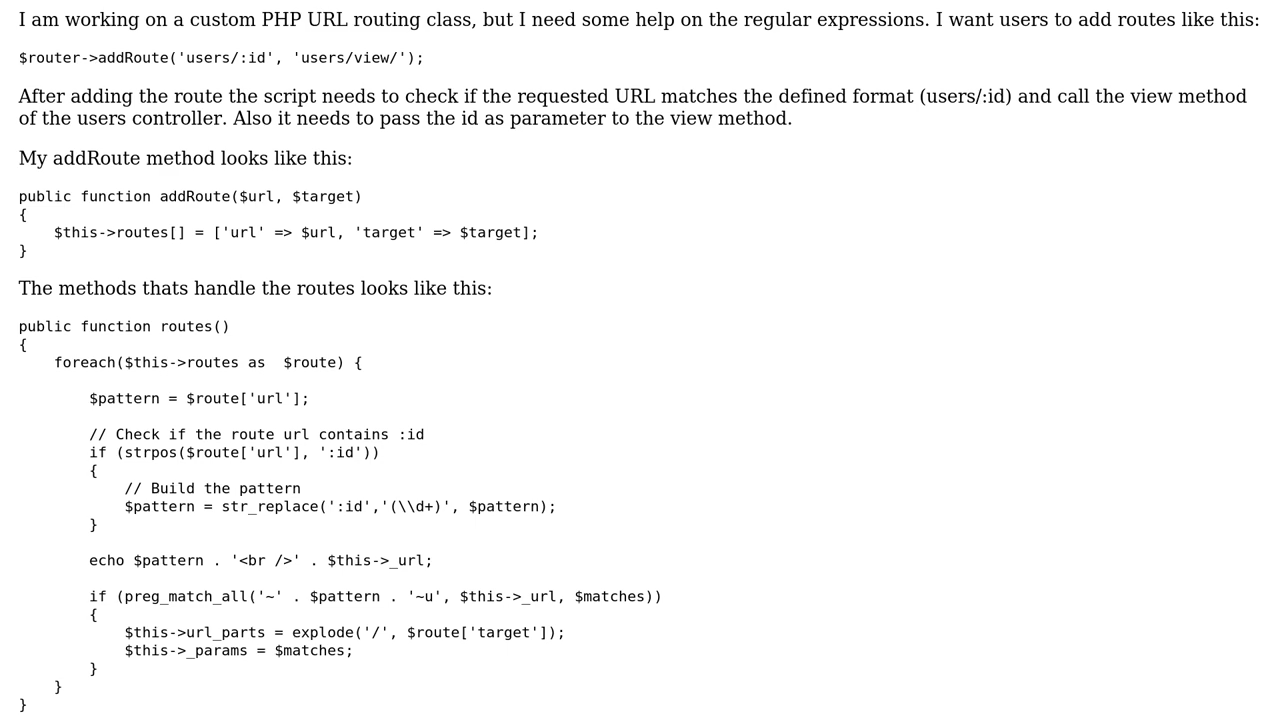 I am working on a custom PHP URL routing class, but I need some help on the regular expressions. I want users to add routes like this:
$router->addRoute('users/:id', 'users/view/');
After adding the route the script needs to check if the requested URL matches the defined format (users/:id) and call the view method
of the users controller. Also it needs to pass the id as parameter to the view method.
My addRoute method looks like this:
public function addRoute($url, $target)
{
    $this->routes[] = ['url' => $url, 'target' => $target];
}
The methods thats handle the routes looks like this:
public function routes()
{
    foreach($this->routes as  $route) {
        $pattern = $route['url'];
        // Check if the route url contains :id
        if (strpos($route['url'], ':id'))
        {
            // Build the pattern
            $pattern = str_replace(':id','(\\d+)', $pattern);
        }
        echo $pattern . '<br />' . $this->_url;
        if (preg_match_all('~' . $pattern . '~u', $this->_url, $matches))
        {
            $this->url_parts = explode('/', $route['target']);
            $this->_params = $matches;
        }
    }
}